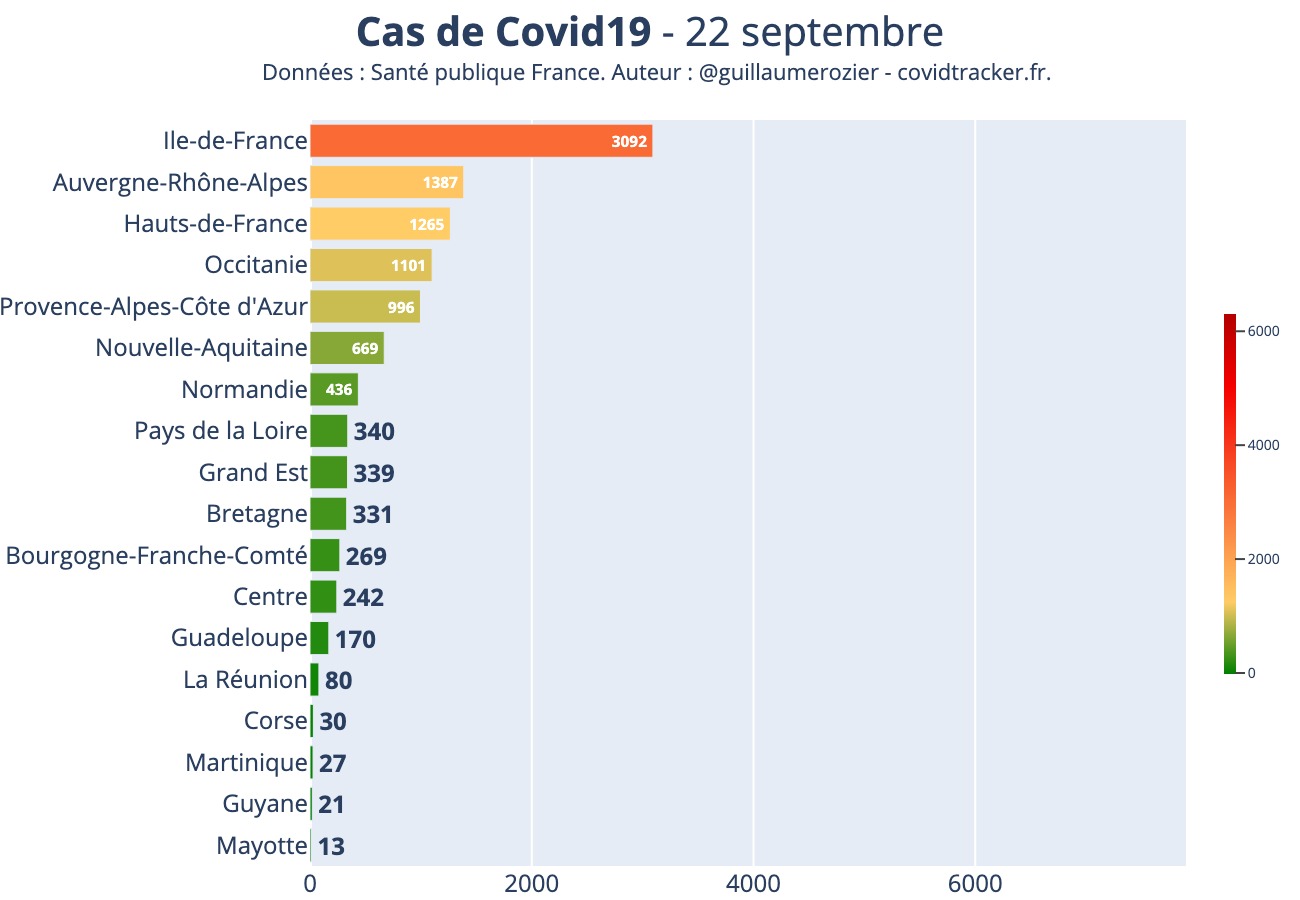 Cas de Covid19 - 22 septembre
Données : Santé publique France. Auteur : @guillaumerozier - covidtracker.fr.
Ile-de-France 3092
Auvergne-Rhône-Alpes 1387
Hauts-de-France 1265
Occitanie 1101
Provence-Alpes-Côte d'Azur 996
Nouvelle-Aquitaine 669
Normandie 436
Pays de la Loire 340
Grand Est 339
Bretagne 331
Bourgogne-Franche-Comté 269
Centre 242
Guadeloupe 170
La Réunion 80
Corse 30
Martinique 27
Guyane 21
Mayotte 13
0 2000 4000 6000
6000
4000
2000
0